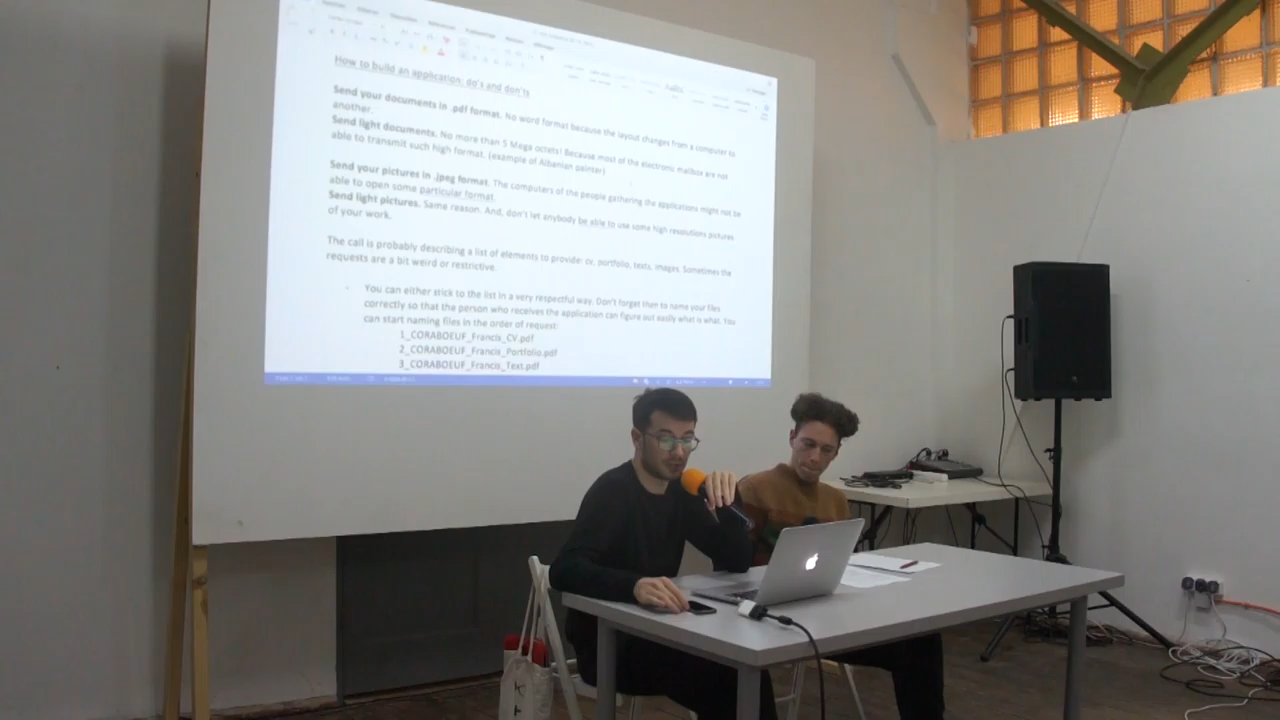 How to build an application: do's and don'ts
Send your documents in .pdf format. No word format because the layout changes from a computer to
another.
Send light documents. No more than 5 Mega octets! Because most of the electronic mailbox are not
able to transmit such high format. (example of Albanian painter)
Send your pictures in .jpeg format. The computers of the people gathering the applications might not be
able to open some particular format.
Send light pictures. Same reason. And, don't let anybody be able to use some high resolutions pictures
of your work.
The call is probably describing a list of elements to provide: cv, portfolio, texts, images. Sometimes the
requests are a bit weird or restrictive.
- You can either stick to the list in a very respectful way. Don't forget then to name your files
correctly so that the person who receives the application can figure out easily what is what. You
can start naming files in the order of request:
1_CORABOEUF_Francis_CV.pdf
2_CORABOEUF_Francis_Portfolio.pdf
3_CORABOEUF_Francis_Text.pdf